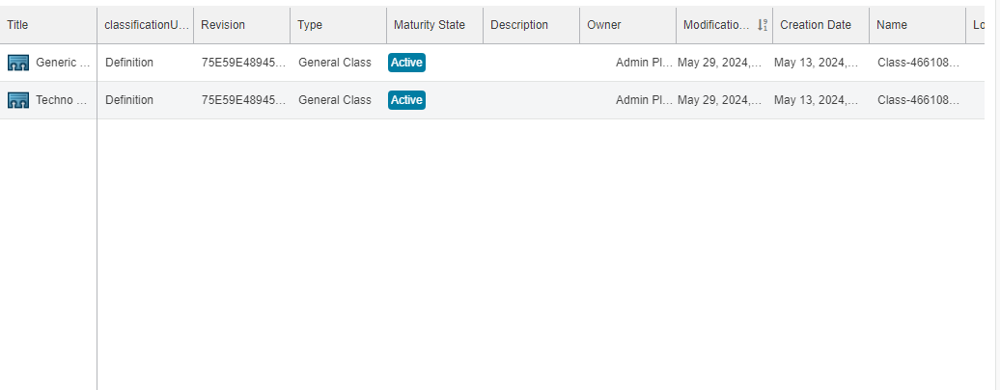 Title classificationU... Revision Type Maturity State Description Owner Modificatio... Creation Date Name Lo
Generic ... Definition 75E59E48945... General Class Active Admin Pl... May 29, 2024,... May 13, 2024,... Class-466108...
Techno ... Definition 75E59E48945... General Class Active Admin Pl... May 29, 2024,... May 13, 2024,... Class-466108...